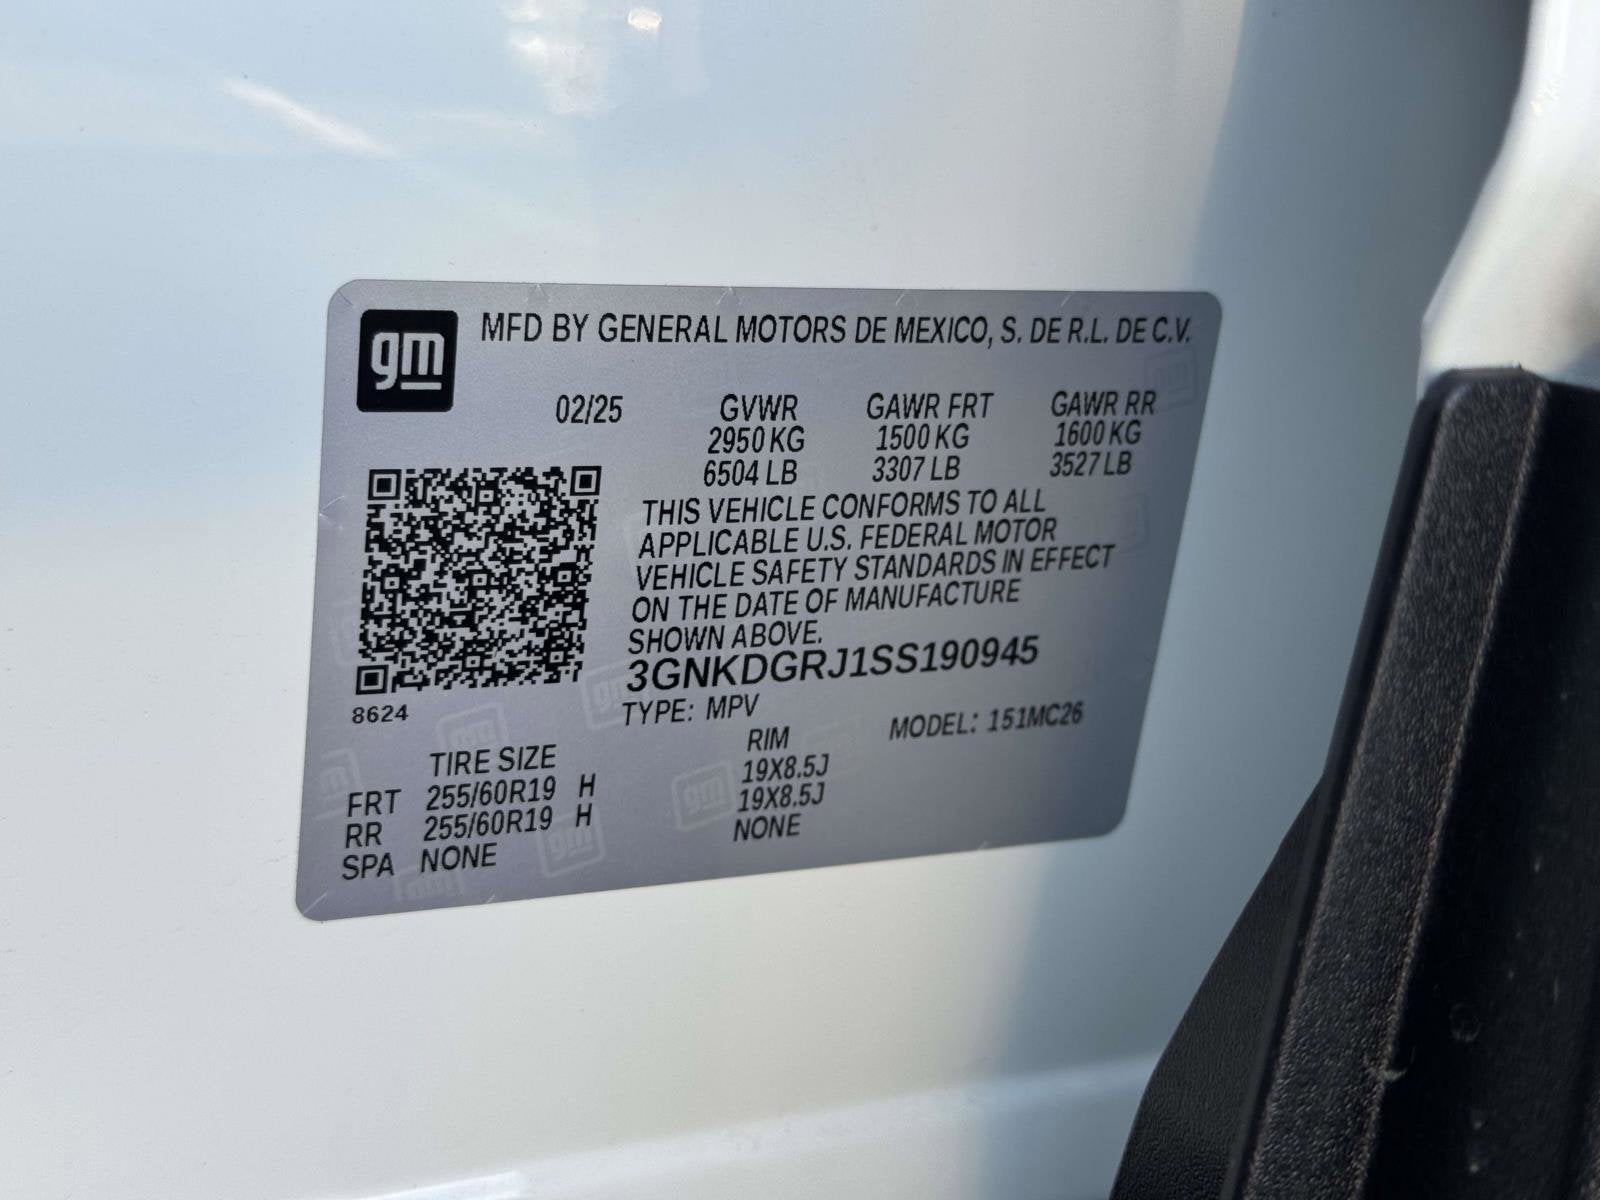 gm
MFD BY GENERAL MOTORS DE MEXICO, S. DE R.L. DE C.V.
02/25 GVWR GAWR FRT GAWR RR
2950 KG 1500 KG 1600 KG
6504 LB 3307 LB 3527 LB
THIS VEHICLE CONFORMS TO ALL
APPLICABLE U.S. FEDERAL MOTOR
VEHICLE SAFETY STANDARDS IN EFFECT
ON THE DATE OF MANUFACTURE
SHOWN ABOVE.
3GNKDGRJ1SS190945
8624 TYPE: MPV MODEL: 151MC26
TIRE SIZE RIM
FRT 255/60R19 H 19X8.5J
RR 255/60R19 H 19X8.5J
SPA NONE NONE